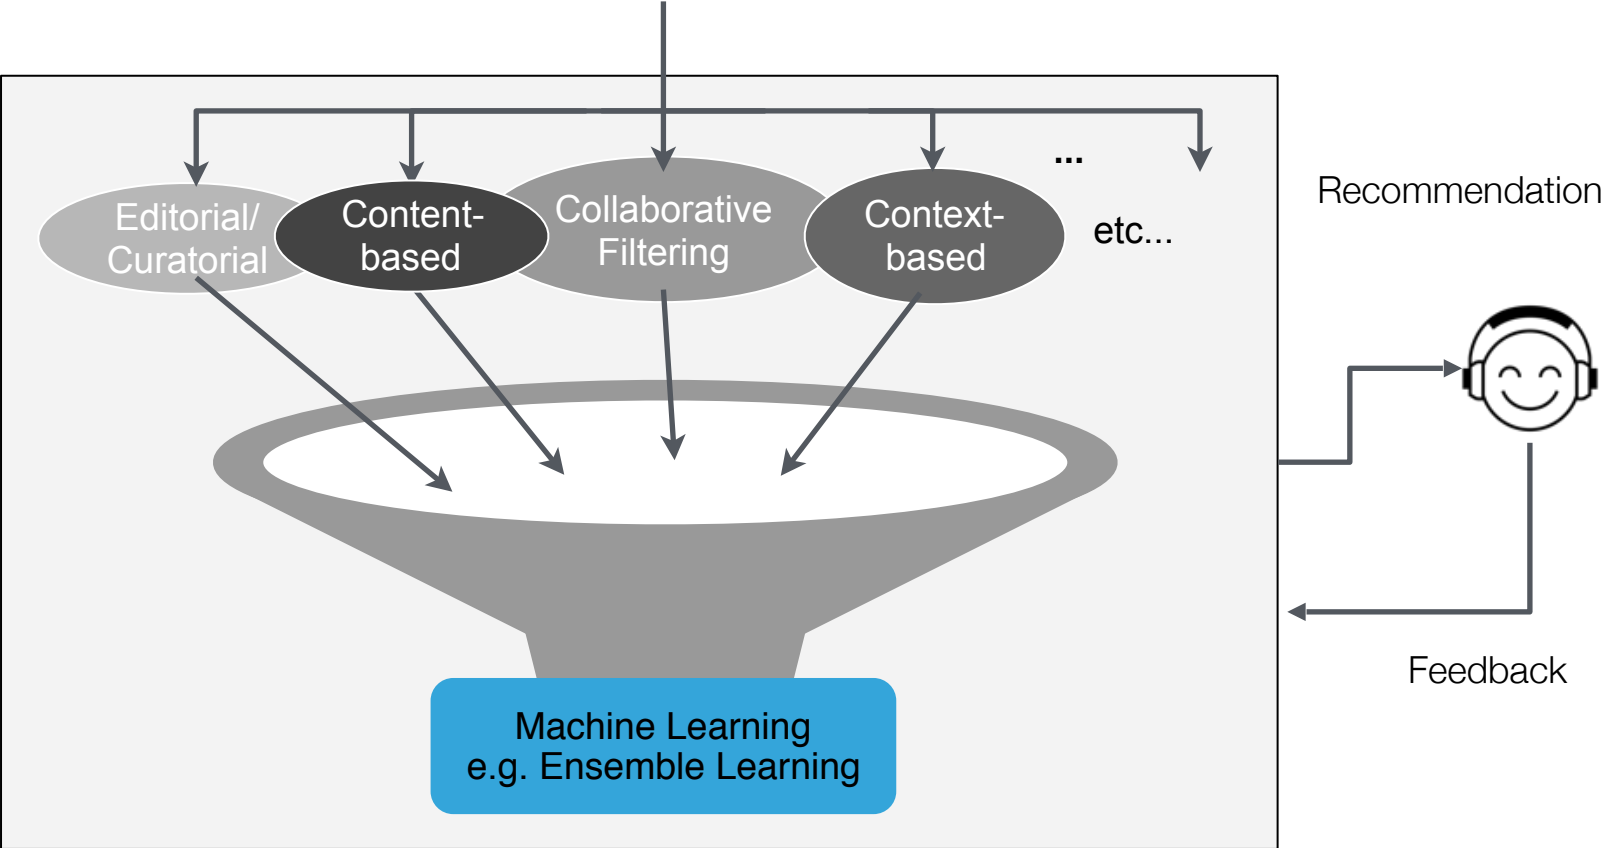 ...
Recommendation
Editorial/
Curatorial
Content-
based
Collaborative
Filtering
Context-
based
etc...
Feedback
Machine Learning
e.g. Ensemble Learning